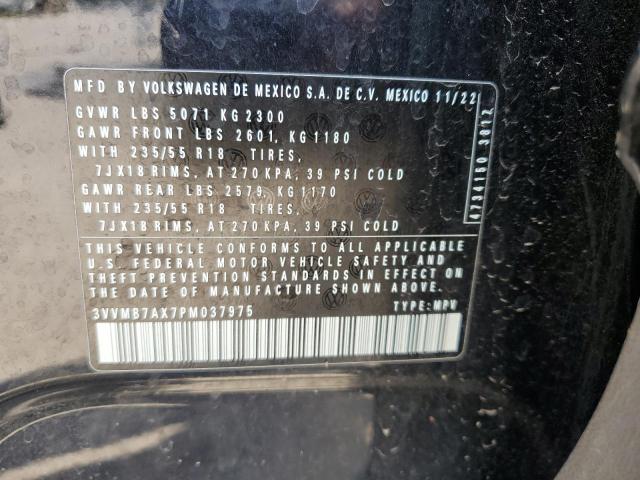 MFD BY VOLKSWAGEN DE MEXICO S.A. DE C.V. MEXICO 11/22
GVWR LBS 5071 KG 2300
GAWR FRONT LBS 2601, KG 1180
WITH 235/55 R18 TIRES,
7JX18 RIMS, AT 270 KPA, 39 PSI COLD
GAWR REAR LBS 2579, KG 1170
WITH 235/55 R18 TIRES,
7JX18 RIMS, AT 270 KPA, 39 PSI COLD
4734150 3012
THIS VEHICLE CONFORMS TO ALL APPLICABLE
U.S. FEDERAL MOTOR VEHICLE SAFETY AND
THEFT PREVENTION STANDARDS IN EFFECT ON
THE DATE OF MANUFACTURE SHOWN ABOVE.
3VVMB7AX7PM037975 TYPE: MPV